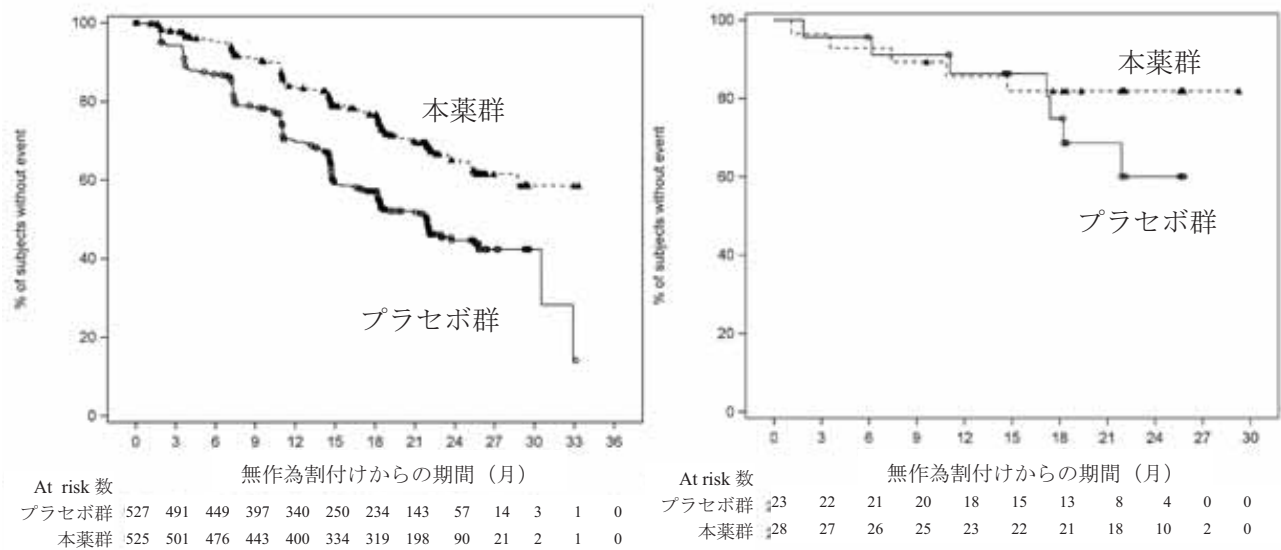 100
80
60
40
20
0
% of subjects without event
本薬群
プラセボ群
0 3 6 9 12 15 18 21 24 27 30 33 36
無作為割付けからの期間（月）
At risk 数
プラセボ群 527 491 449 397 340 250 234 143 57 14 3 1 0
本薬群 525 501 476 443 400 334 319 198 90 21 2 1 0
100
80
60
40
20
0
% of subjects without event
本薬群
プラセボ群
0 3 6 9 12 15 18 21 24 27 30
無作為割付けからの期間（月）
At risk 数
プラセボ群 23 22 21 20 18 15 13 8 4 0 0
本薬群 28 27 26 25 23 22 21 18 10 2 0